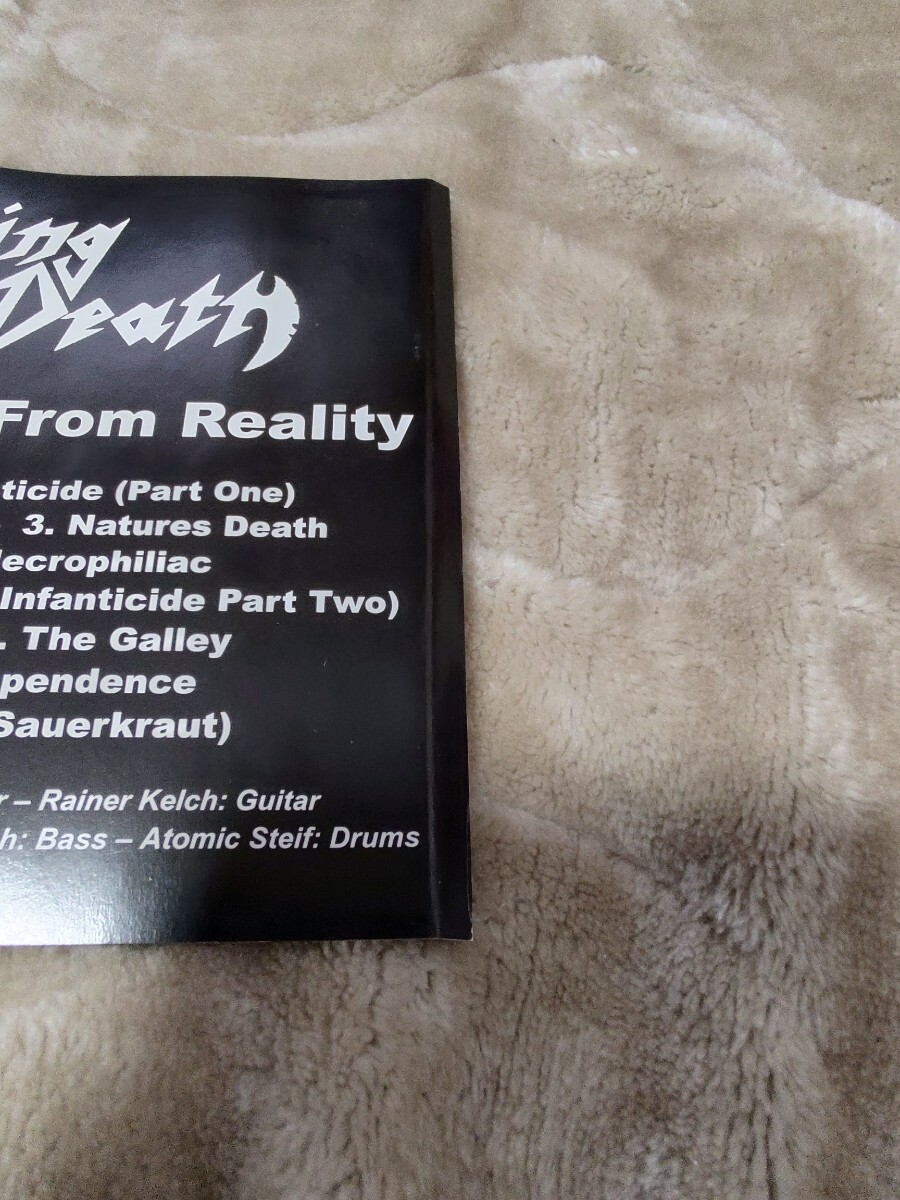 ing
Death
From Reality
ticide (Part One)
3. Natures Death
ecrophiliac
Infanticide Part Two)
. The Galley
pendence
Sauerkraut)
r – Rainer Kelch: Guitar
h: Bass – Atomic Steif: Drums